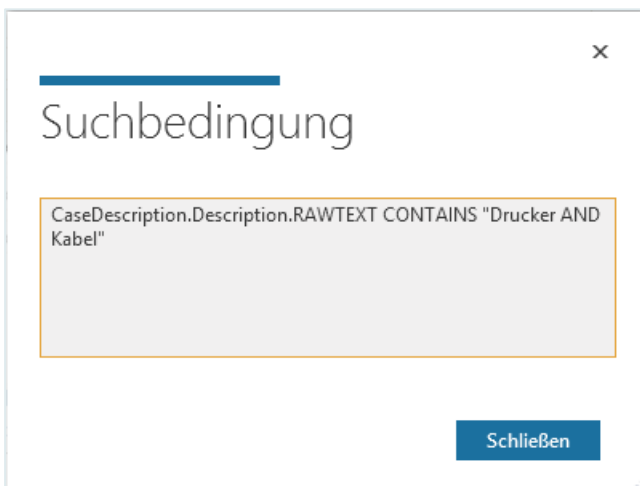 Suchbedingung
CaseDescription.Description.RAWTEXT CONTAINS "Drucker AND
Kabel"
Schließen